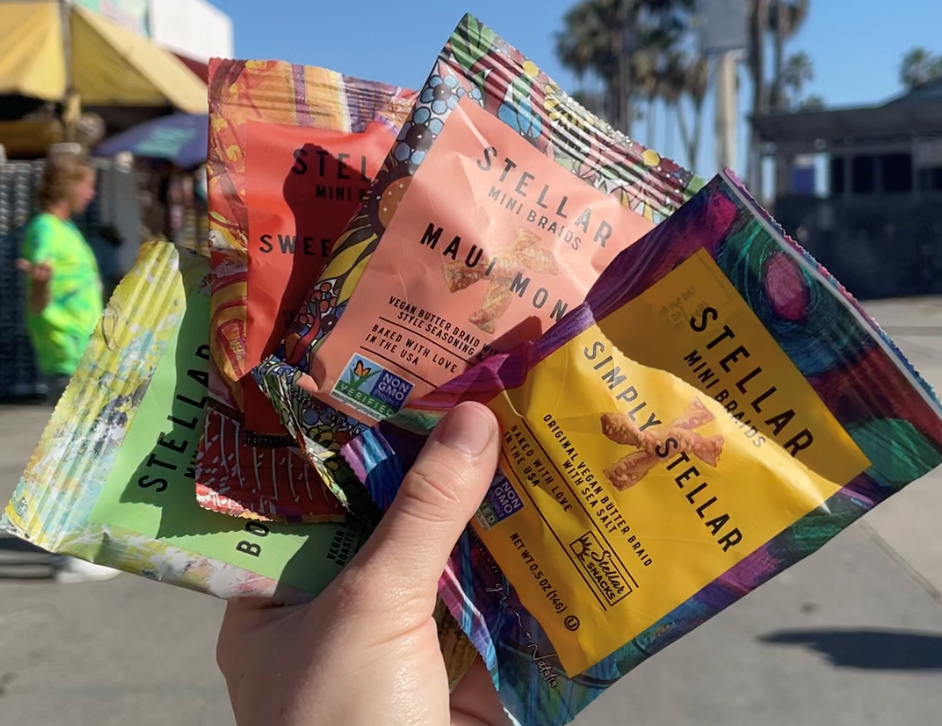 STELLAR
BO
STEL
MINI B
SWEE
STELLAR
MINI BRAIDS
MAUI MON
VEGAN BUTTER BRAID
STYLE SEASONING
BAKED WITH LOVE
IN THE USA
NON
GMO
VERIFIED
STELLAR
MINI BRAIDS
SIMPLY STELLAR
ORIGINAL VEGAN BUTTER BRAID
WITH SEA SALT
BAKED WITH LOVE
IN THE USA
NON
GMO
Stellar
SNACKS
NET WT 0.5 OZ (14G)
U